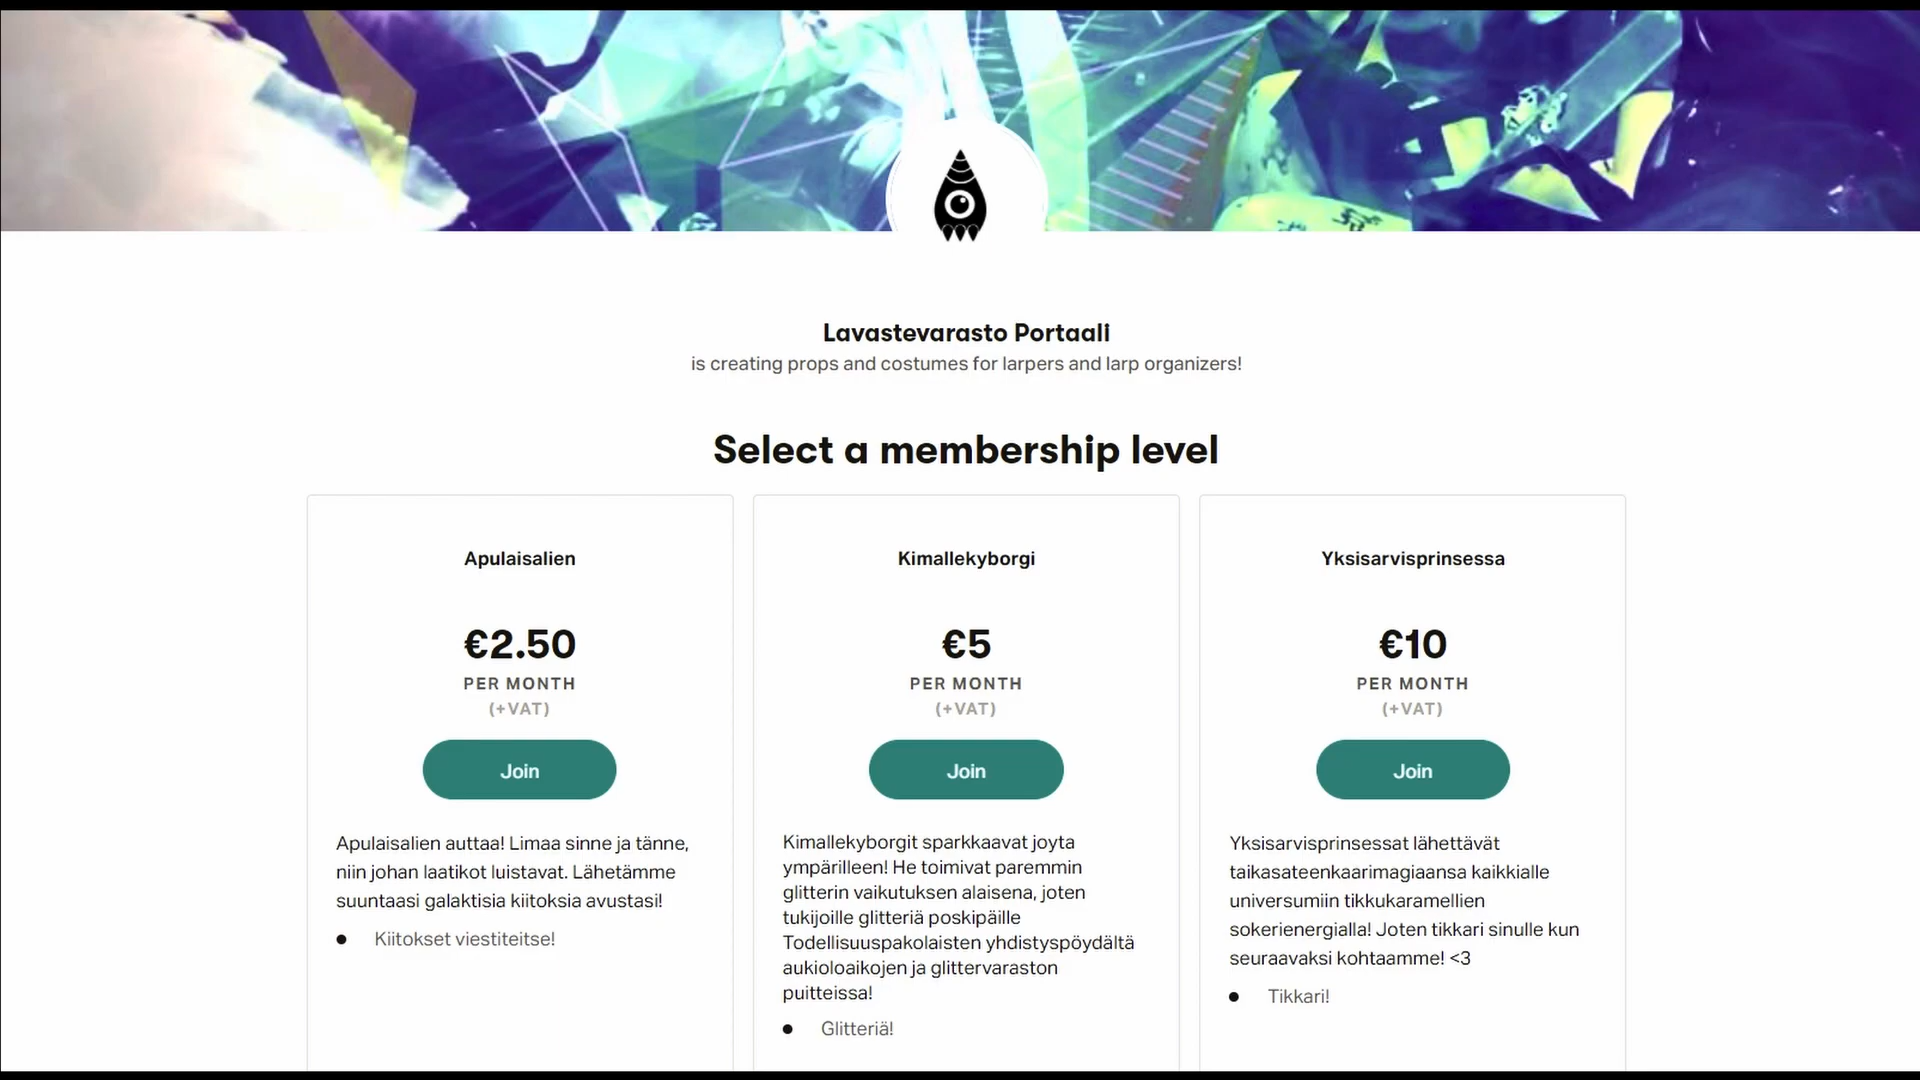 Lavastevarasto Portaali
is creating props and costumes for larpers and larp organizers!
Select a membership level
Apulaisalien
€2.50
PER MONTH
(+VAT)
Join
Apulaisalien auttaa! Limaa sinne ja tänne,
niin johan laatikot luistavat. Lähetämme
suuntaasi galaktisia kiitoksia avustasi!
Kiitokset viestiteitse!
Kimallekyborgi
€5
PER MONTH
(+VAT)
Join
Kimallekyborgit sparkkaavat joyta
ympärilleen! He toimivat paremmin
glitterin vaikutuksen alaisena, joten
tukijoille glitteriä poskipäille
Todellisuuspakolaisten yhdistyspöydältä
aukioloaikojen ja glittervaraston
puitteissa!
Glitteriä!
Yksisarvisprinsessa
€10
PER MONTH
(+VAT)
Join
Yksisarvisprinsessat lähettävät
taikasateenkaarimagiaansa kaikkialle
universumiin tikkukaramellien
sokerienergialla! Joten tikkari sinulle kun
seuraavaksi kohtaamme! <3
Tikkari!